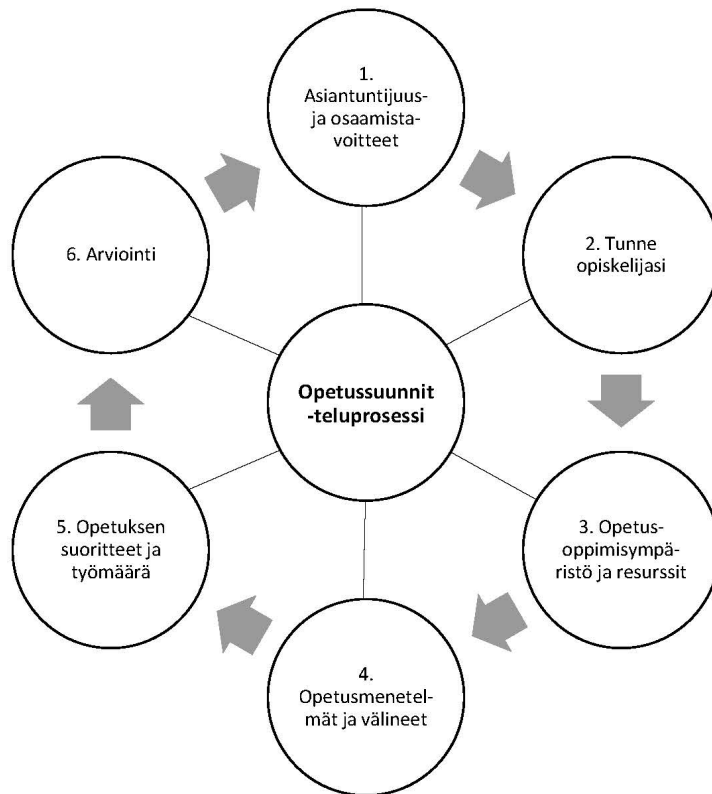 1.
Asiantuntijuus-
ja osaamista-
voitteet
2. Tunne
opiskelijasi
3. Opetus-
oppimisympä-
ristö ja resurssit
4.
Opetusmenetel-
mät ja välineet
5. Opetuksen
suoritteet ja
työmäärä
6. Arviointi
Opetussuunnit
-teluprosessi